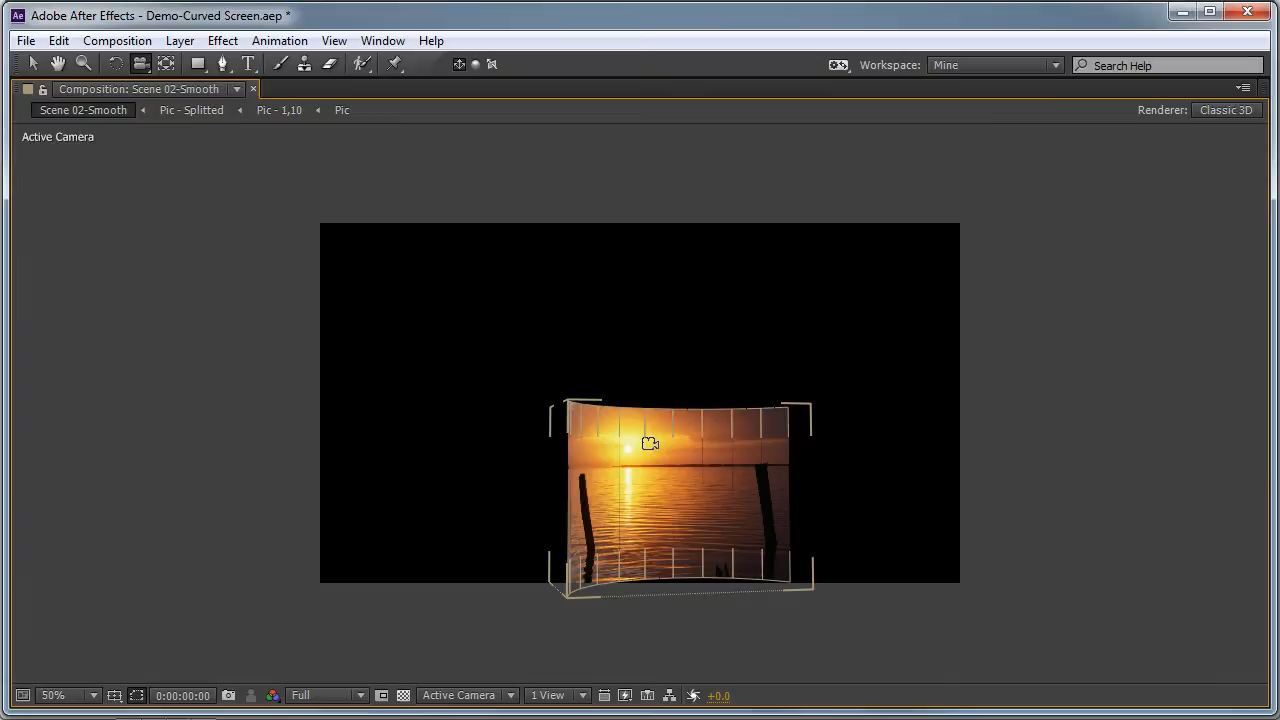 Ae Adobe After Effects - Demo-Curved Screen.aep *
File Edit Composition Layer Effect Animation View Window Help
Workspace: Mine Search Help
Composition: Scene 02-Smooth
Scene 02-Smooth Pic - Splitted Pic - 1,10 Pic Renderer: Classic 3D
Active Camera
50% 0:00:00:00 Full Active Camera 1 View +0.0